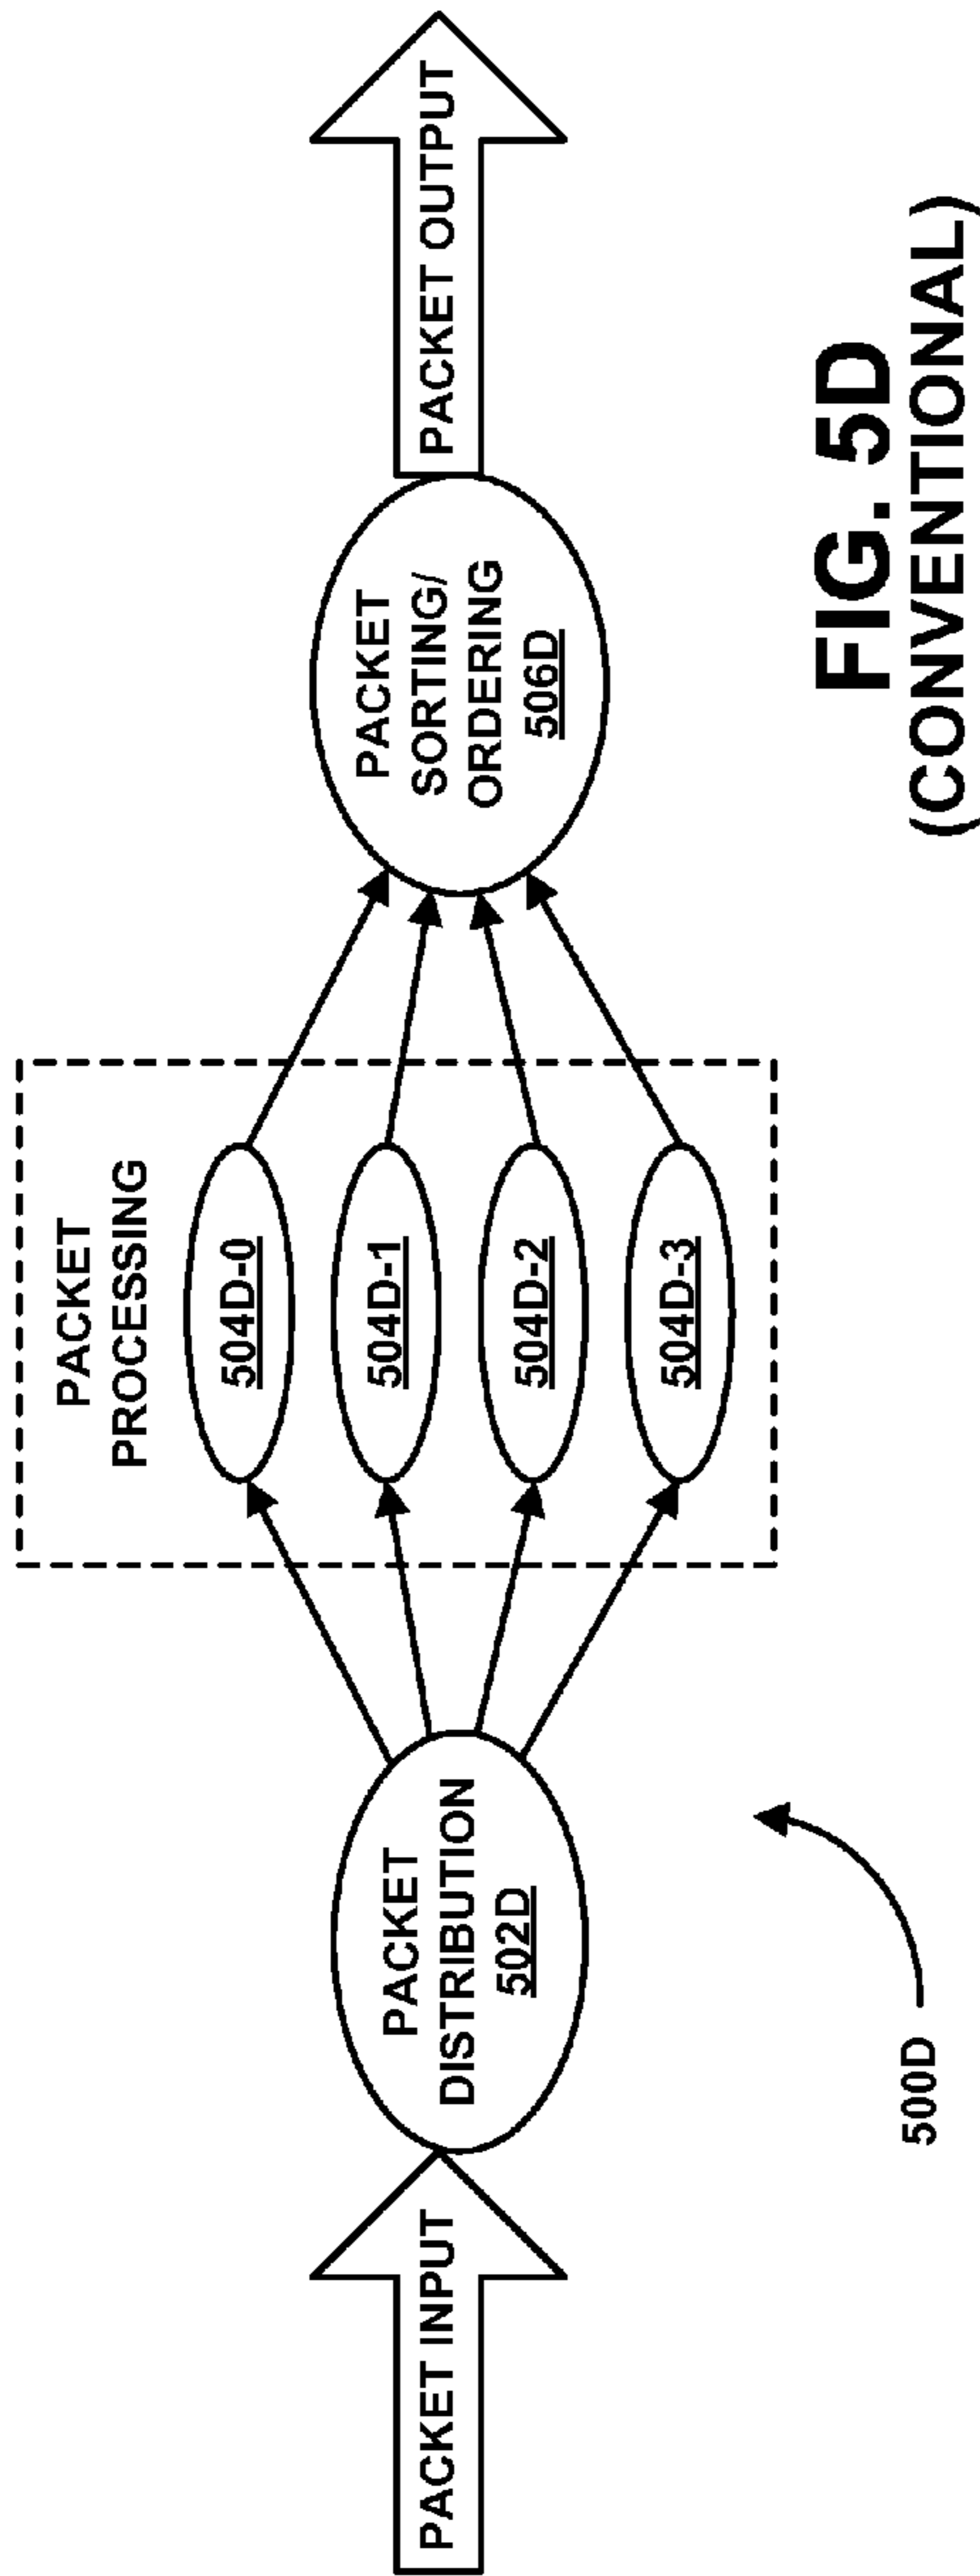 PACKET INPUT
PACKET
DISTRIBUTION
502D
PACKET
PROCESSING
504D-0
504D-1
504D-2
504D-3
PACKET
SORTING/
ORDERING
506D
PACKET OUTPUT
500D
FIG. 5D
(CONVENTIONAL)